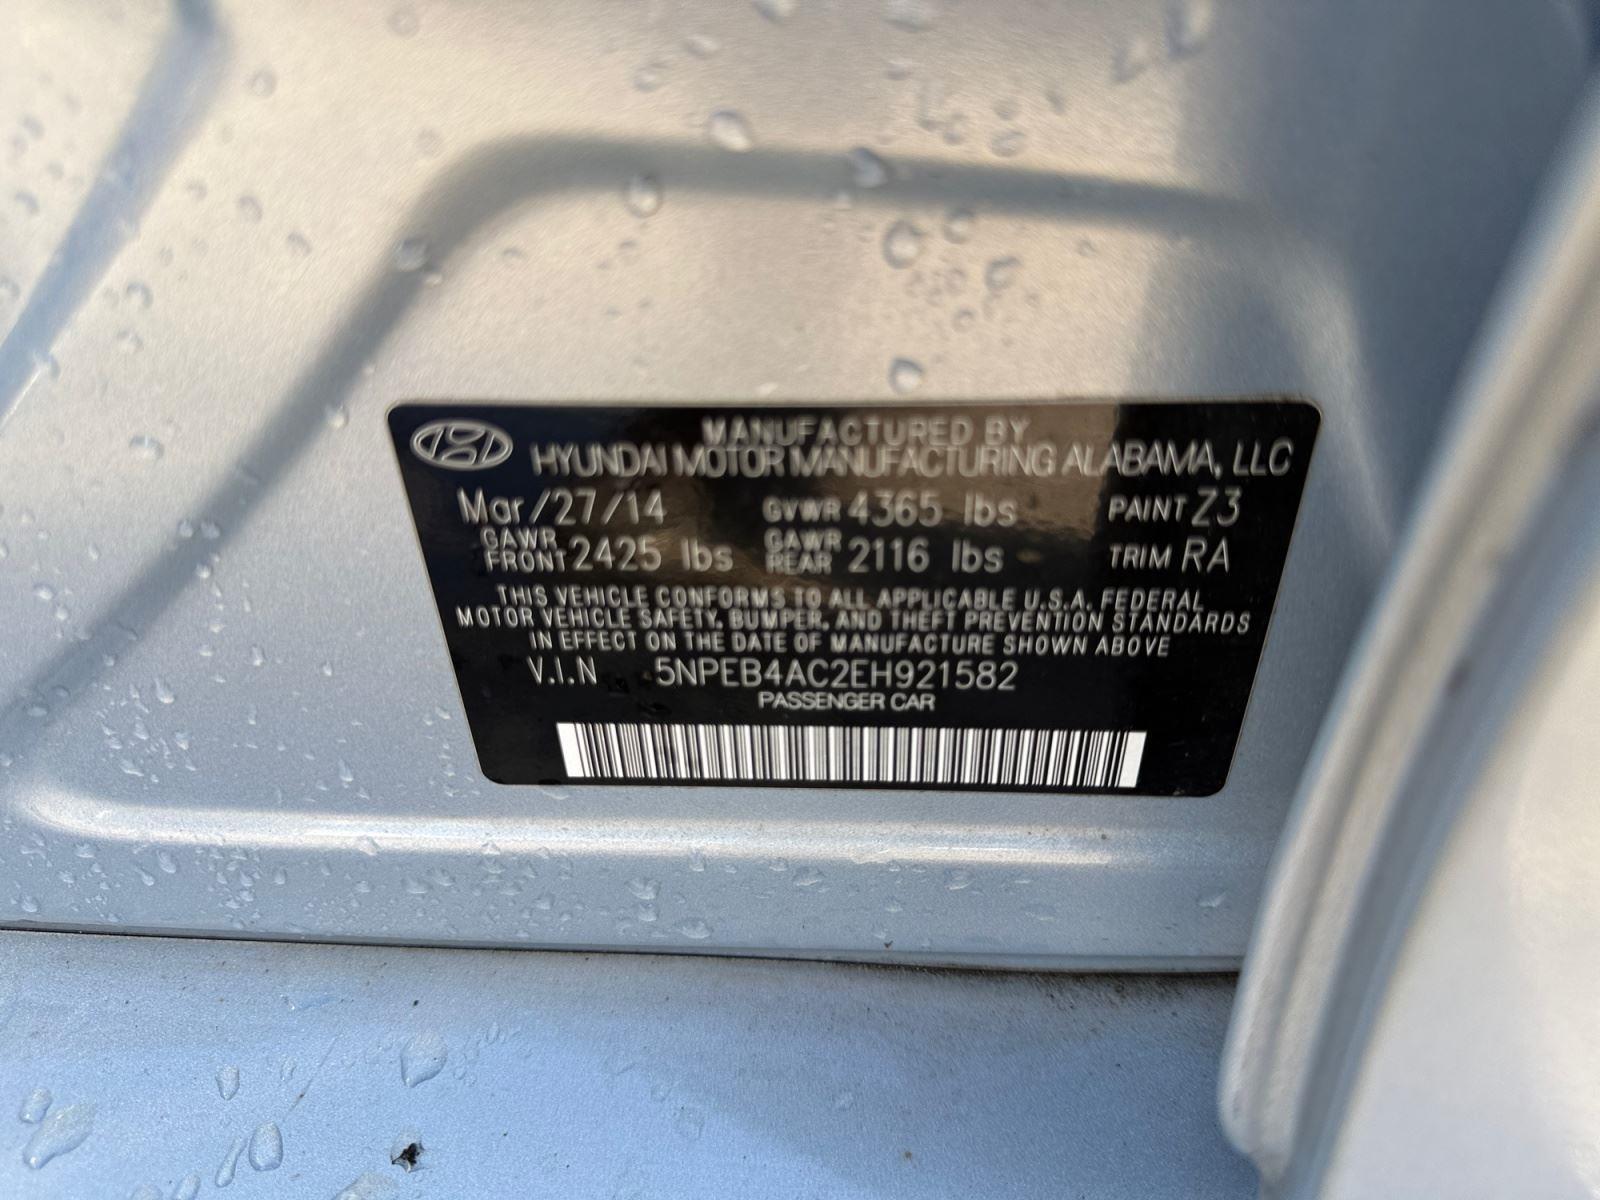 MANUFACTURED BY
HYUNDAI MOTOR MANUFACTURING ALABAMA, LLC
Mar/27/14 GVWR 4365 lbs PAINT Z3
GAWR FRONT 2425 lbs GAWR REAR 2116 lbs TRIM RA
THIS VEHICLE CONFORMS TO ALL APPLICABLE U.S.A. FEDERAL
MOTOR VEHICLE SAFETY, BUMPER, AND THEFT PREVENTION STANDARDS
IN EFFECT ON THE DATE OF MANUFACTURE SHOWN ABOVE
V.I.N 5NPEB4AC2EH921582
PASSENGER CAR